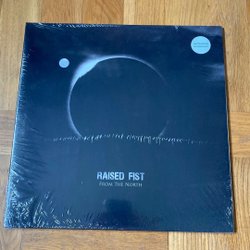 RAISED FIST
FROM THE NORTH